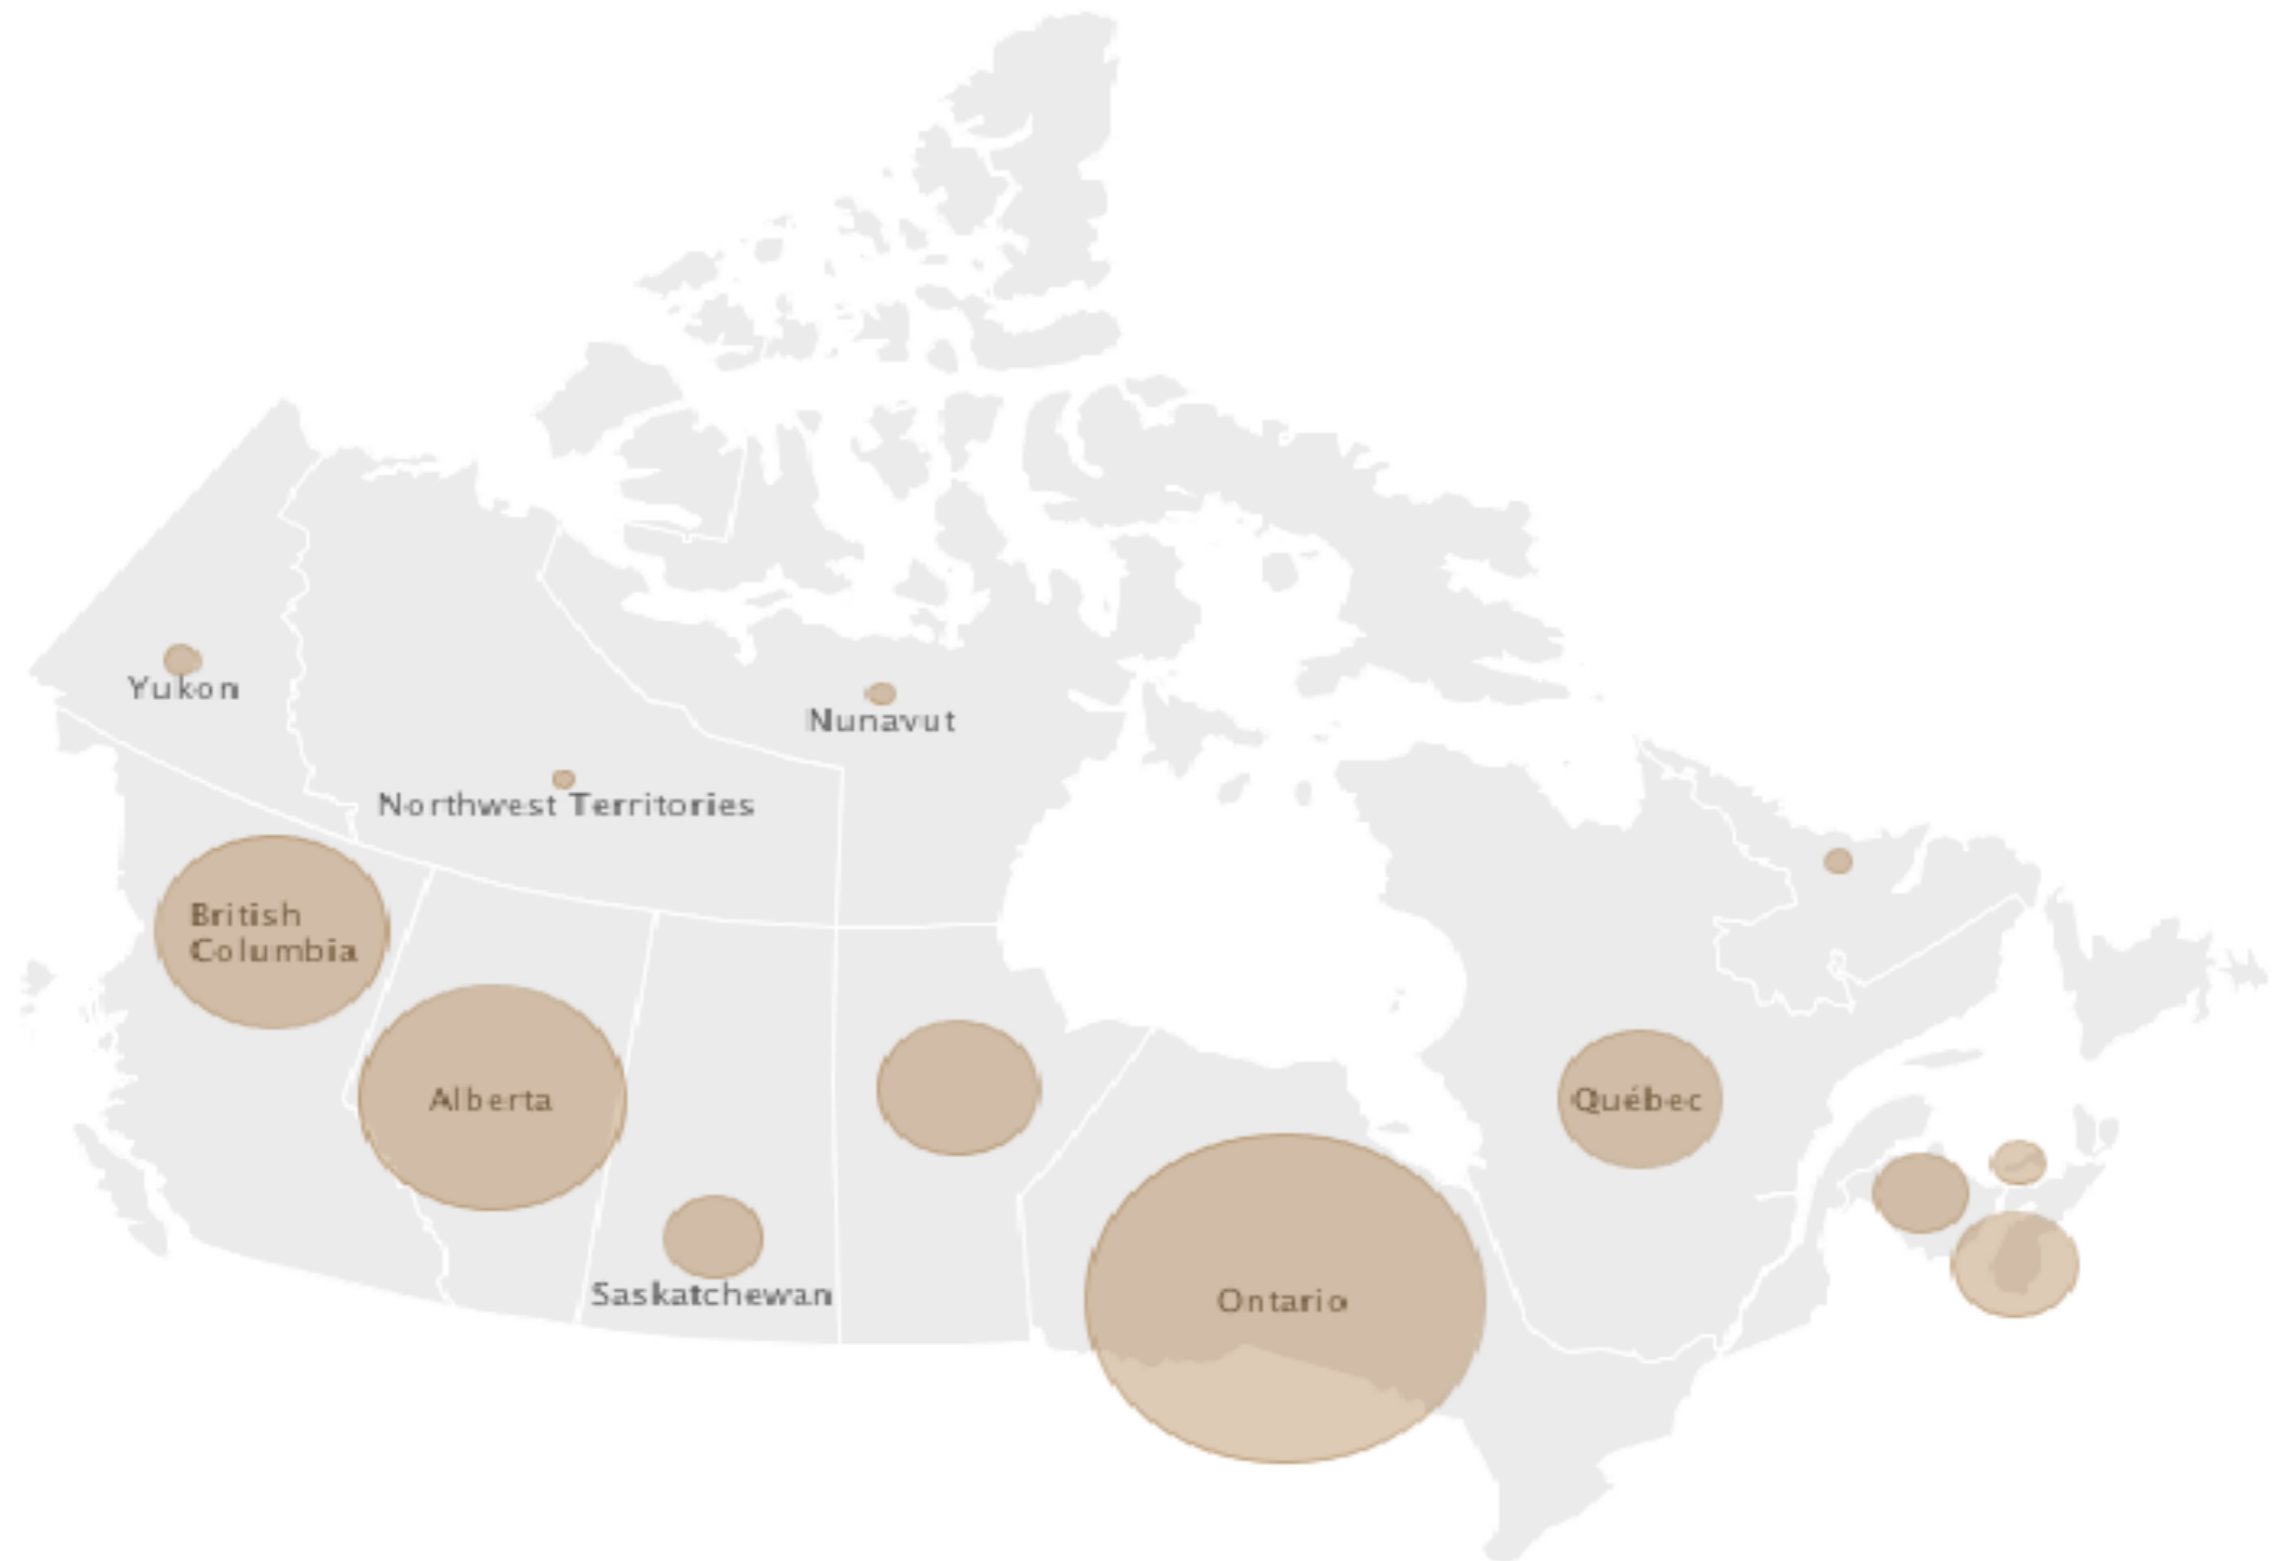 Yukon
Nunavut
Northwest Territories
British
Columbia
Alberta
Québec
Saskatchewan
Ontario